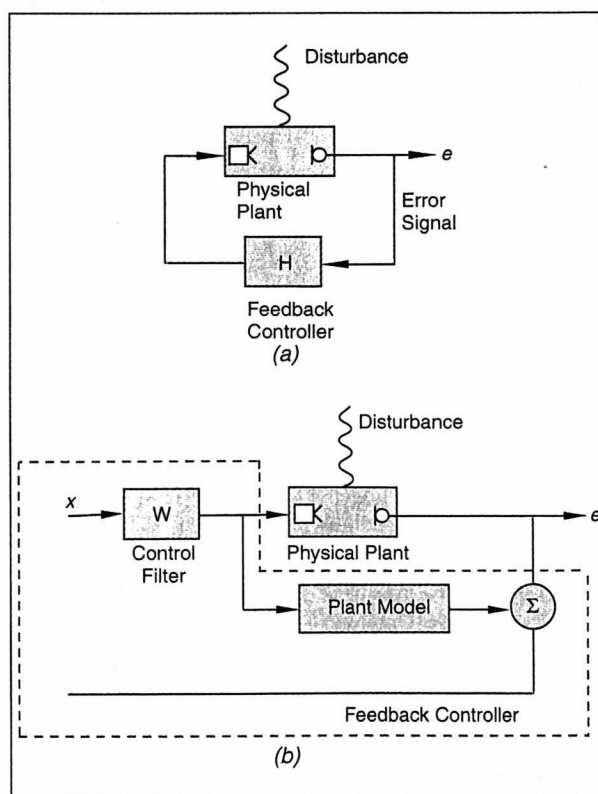 Disturbance
e
Physical
Plant
Error
Signal
H
Feedback
Controller
(a)
Disturbance
x
W
e
Control
Filter
Physical Plant
Plant Model
Σ
Feedback Controller
(b)